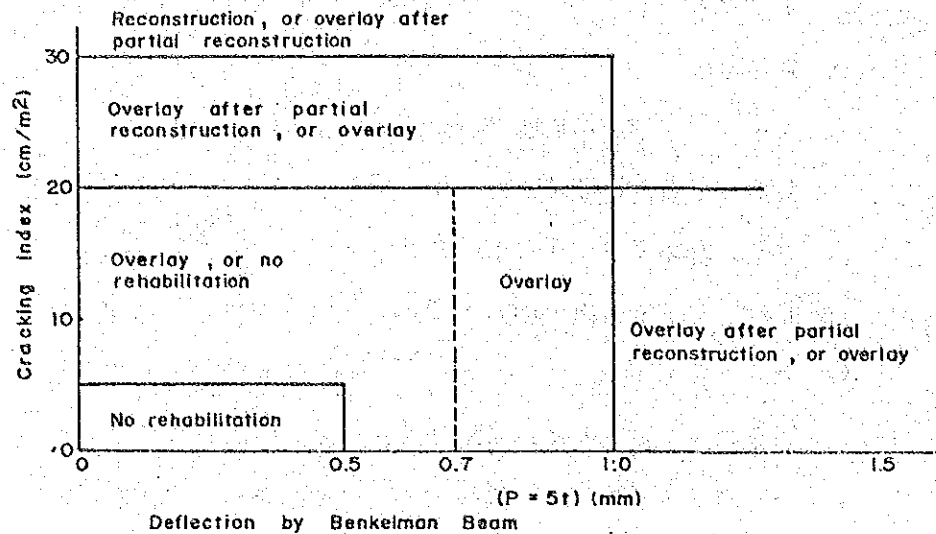 Reconstruction, or overlay after
partial reconstruction
30
Overlay after partial
reconstruction, or overlay
Cracking Index (cm/m2)
20
Overlay, or no
rehabilitation
Overlay
10
Overlay after partial
reconstruction, or overlay
No rehabilitation
0
0 0.5 0.7 1.0 1.5
(P = 5t) (mm)
Deflection by Benkelman Beam